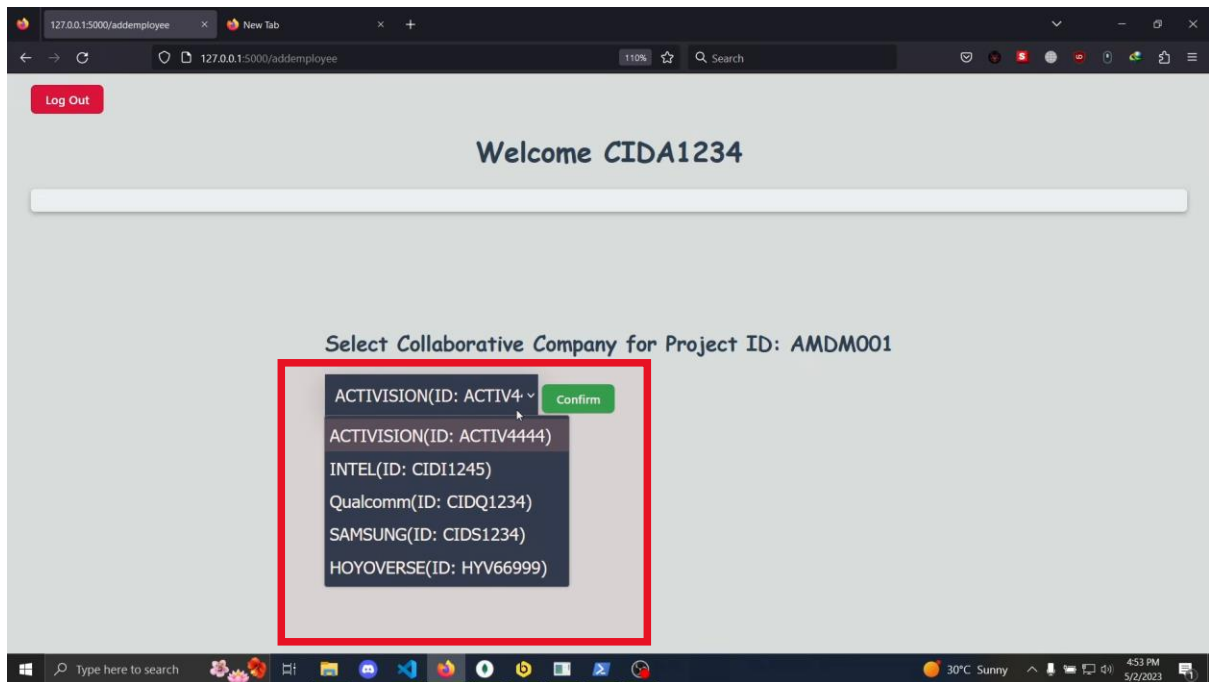 127.0.0.1:5000/addemployee
New Tab
127.0.0.1:5000/addemployee
110%
Search
Log Out
Welcome CIDA1234
Select Collaborative Company for Project ID: AMDM001
ACTIVISION(ID: ACTIV4
Confirm
ACTIVISION(ID: ACTIV4444)
INTEL(ID: CIDI1245)
Qualcomm(ID: CIDQ1234)
SAMSUNG(ID: CIDS1234)
HOYOVERSE(ID: HYV66999)
Type here to search
30°C Sunny
4:53 PM
5/2/2023